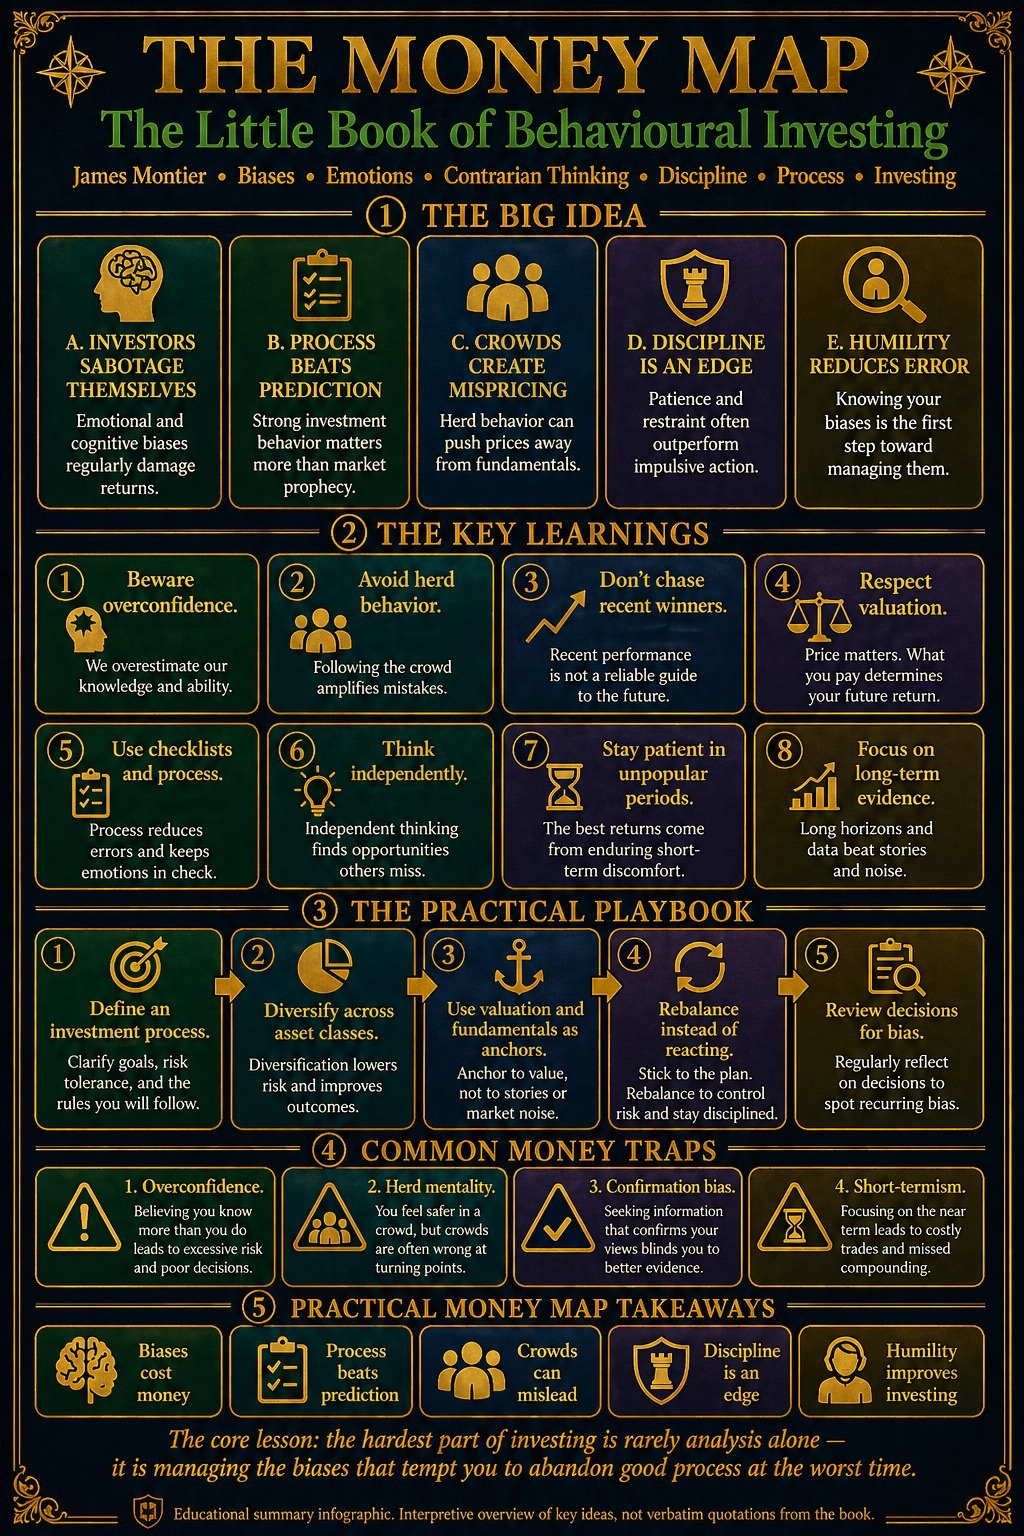 THE MONEY MAP
The Little Book of Behavioural Investing
James Montier • Biases • Emotions • Contrarian Thinking • Discipline • Process • Investing
1 THE BIG IDEA
A. INVESTORS
SABOTAGE
THEMSELVES
Emotional and
cognitive biases
regularly damage
returns.
B. PROCESS
BEATS
PREDICTION
Strong investment
behavior matters
more than market
prophecy.
C. CROWDS
CREATE
MISPRICING
Herd behavior can
push prices away
from fundamentals.
D. DISCIPLINE
IS AN EDGE
Patience and
restraint often
outperform
impulsive action.
E. HUMILITY
REDUCES ERROR
Knowing your
biases is the first
step toward
managing them.
2 THE KEY LEARNINGS
1
Beware
overconfidence.
We overestimate our
knowledge and ability.
2
Avoid herd
behavior.
Following the crowd
amplifies mistakes.
3
Don't chase
recent winners.
Recent performance
is not a reliable guide
to the future.
4
Respect
valuation.
Price matters. What
you pay determines
your future return.
5
Use checklists
and process.
Process reduces
errors and keeps
emotions in check.
6
Think
independently.
Independent thinking
finds opportunities
others miss.
7
Stay patient in
unpopular
periods.
The best returns come
from enduring short-
term discomfort.
8
Focus on
long-term
evidence.
Long horizons and
data beat stories
and noise.
3 THE PRACTICAL PLAYBOOK
1
Define an
investment process.
Clarify goals, risk
tolerance, and the
rules you will follow.
2
Diversify across
asset classes.
Diversification lowers
risk and improves
outcomes.
3
Use valuation and
fundamentals as
anchors.
Anchor to value,
not to stories or
market noise.
4
Rebalance
instead of
reacting.
Stick to the plan.
Rebalance to control
risk and stay disciplined.
5
Review decisions
for bias.
Regularly reflect
on decisions to
spot recurring bias.
4 COMMON MONEY TRAPS
1. Overconfidence.
Believing you know
more than you do
leads to excessive risk
and poor decisions.
2. Herd mentality.
You feel safer in a
crowd, but crowds
are often wrong at
turning points.
3. Confirmation bias.
Seeking information
that confirms your
views blinds you to
better evidence.
4. Short-termism.
Focusing on the near
term leads to costly
trades and missed
compounding.
5 PRACTICAL MONEY MAP TAKEAWAYS
Biases
cost
money
Process
beats
prediction
Crowds
can
mislead
Discipline
is an
edge
Humility
improves
investing
The core lesson: the hardest part of investing is rarely analysis alone —
it is managing the biases that tempt you to abandon good process at the worst time.
Educational summary infographic. Interpretive overview of key ideas, not verbatim quotations from the book.